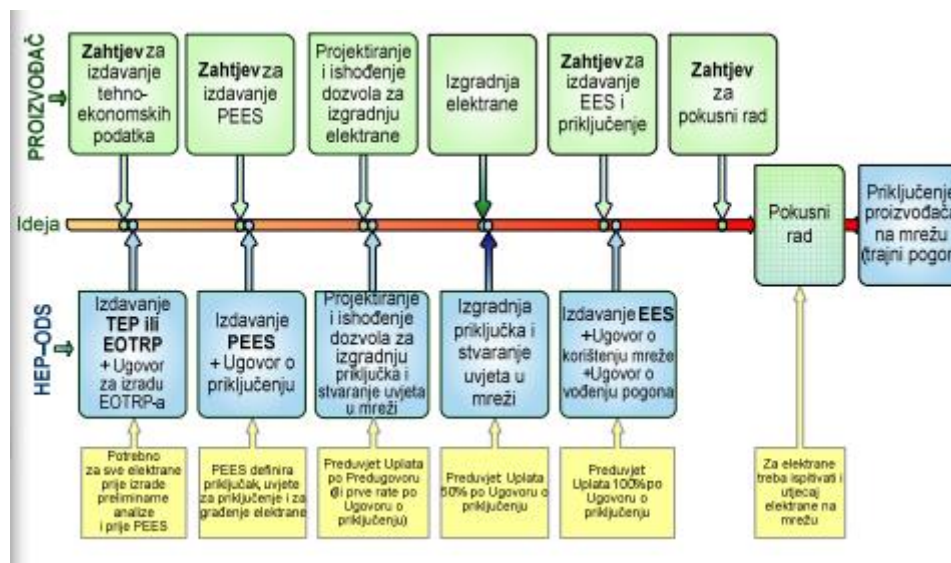 PROIZVOĐAČ
Zahtjev za
izdavanje
tehno-
ekonomskih
podatka
Zahtjev za
izdavanje
PEES
Projektiranje
i ishođenje
dozvola za
izgradnju
elektrane
Izgradnja
elektrane
Zahtjev za
izdavanje
EES i
priključenje
Zahtjev
za
pokusni rad
Ideja
Pokusni
rad
Priključenje
proizvođača
na mrežu
(trajni pogon
HEP-ODS
Izdavanje
TEP ili
EOTRP
+ Ugovor
za izradu
EOTRP-a
Izdavanje
PEES
+ Ugovor o
priključenju
Projektiranje
i ishođenje
dozvola za
izgradnju
priključka i
stvaranje uvjeta
u mreži
Izgradnja
priključka i
stvaranje
uvjeta u
mreži
Izdavanje EES
+Ugovor o
korištenju mreže
+Ugovor o
vođenju pogona
Potrebno
za sve elektrane
prije izrade
preliminarne
analize
i prije PEES
PEES definira
priključak, uvjete
za priključenje i za
građenje elektrane
Preduvjet Uplata
po Predugovoru
(ili prve rate po
Ugovoru o
priključenju)
Preduvjet Uplata
50% po Ugovoru o
priključenju
Preduvjet
Uplata 100% po
Ugovoru o
priključenju
Za elektrane
treba ispitivati i
utjecaj
elektrane na
mrežu